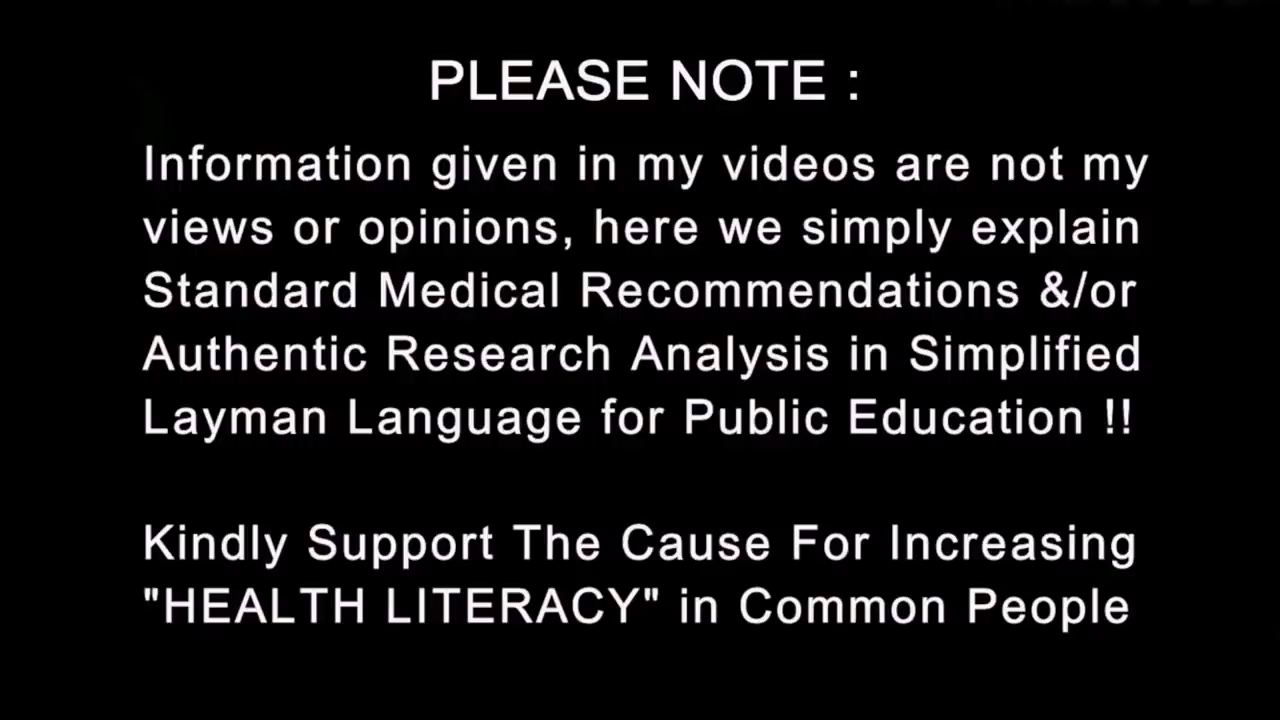 PLEASE NOTE :
Information given in my videos are not my
views or opinions, here we simply explain
Standard Medical Recommendations &/or
Authentic Research Analysis in Simplified
Layman Language for Public Education !!
Kindly Support The Cause For Increasing
"HEALTH LITERACY" in Common People